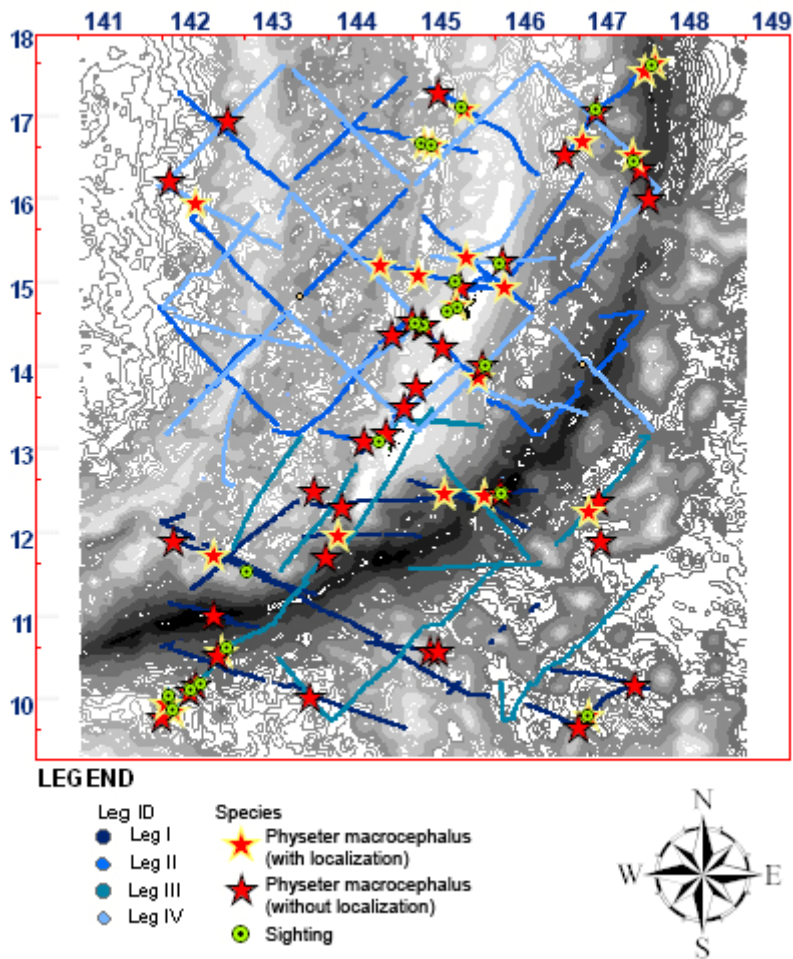 141 142 143 144 145 146 147 148 149
18
17
16
15
14
13
12
11
10
LEGEND
Leg ID
Leg I
Leg II
Leg III
Leg IV
Species
Physeter macrocephalus
(with localization)
Physeter macrocephalus
(without localization)
Sighting
N
W E
S